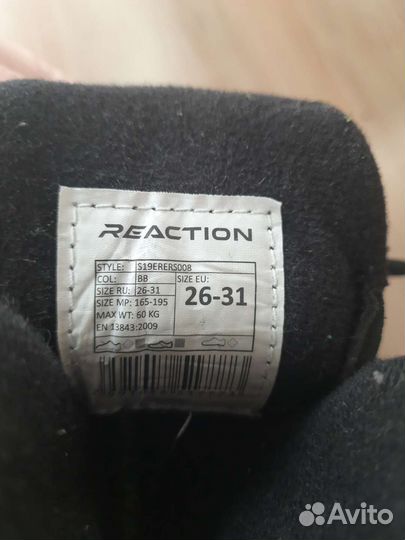 REACTION
STYLE: S19ERERS008
COL: BB
SIZE RU: 26-31
SIZE MP: 165-195
MAX WT: 60 KG
EN 13843:2009
SIZE EU:
26-31
Avito